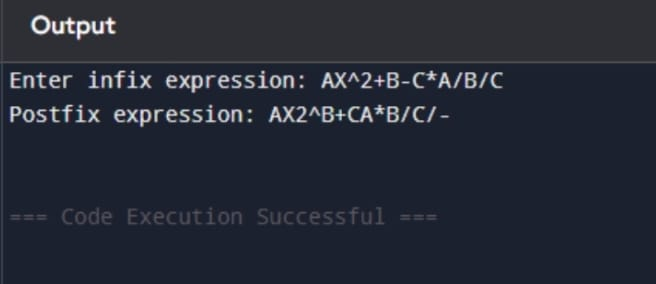 Output
Enter infix expression: AX^2+B-C*A/B/C
Postfix expression: AX2^B+CA*B/C/-
=== Code Execution Successful ===